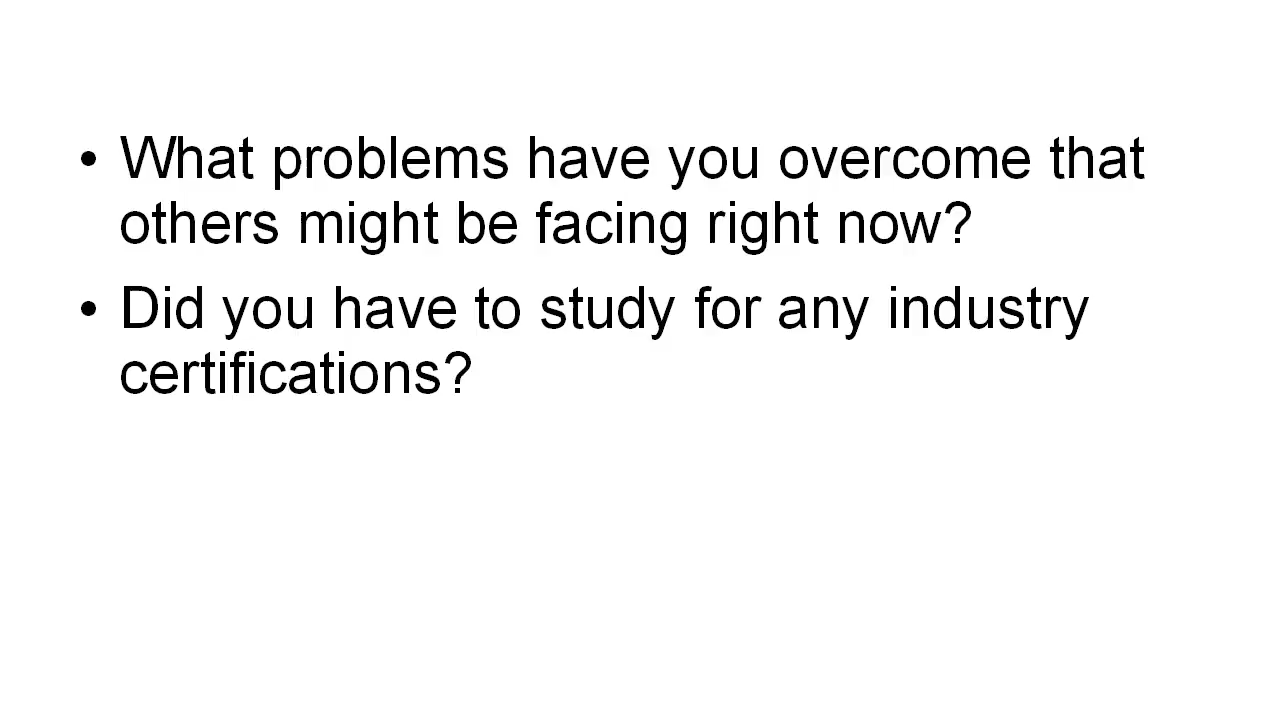 • What problems have you overcome that
others might be facing right now?
• Did you have to study for any industry
certifications?